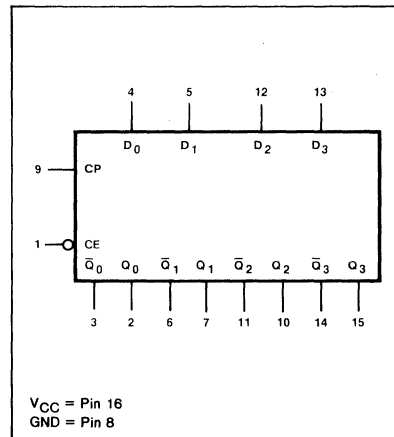 4 5 12 13
D₀ D₁ D₂ D₃
9 CP
1 CE
Q̄₀ Q₀ Q̄₁ Q₁ Q̄₂ Q₂ Q̄₃ Q₃
3 2 6 7 11 10 14 15
V_CC = Pin 16
GND = Pin 8